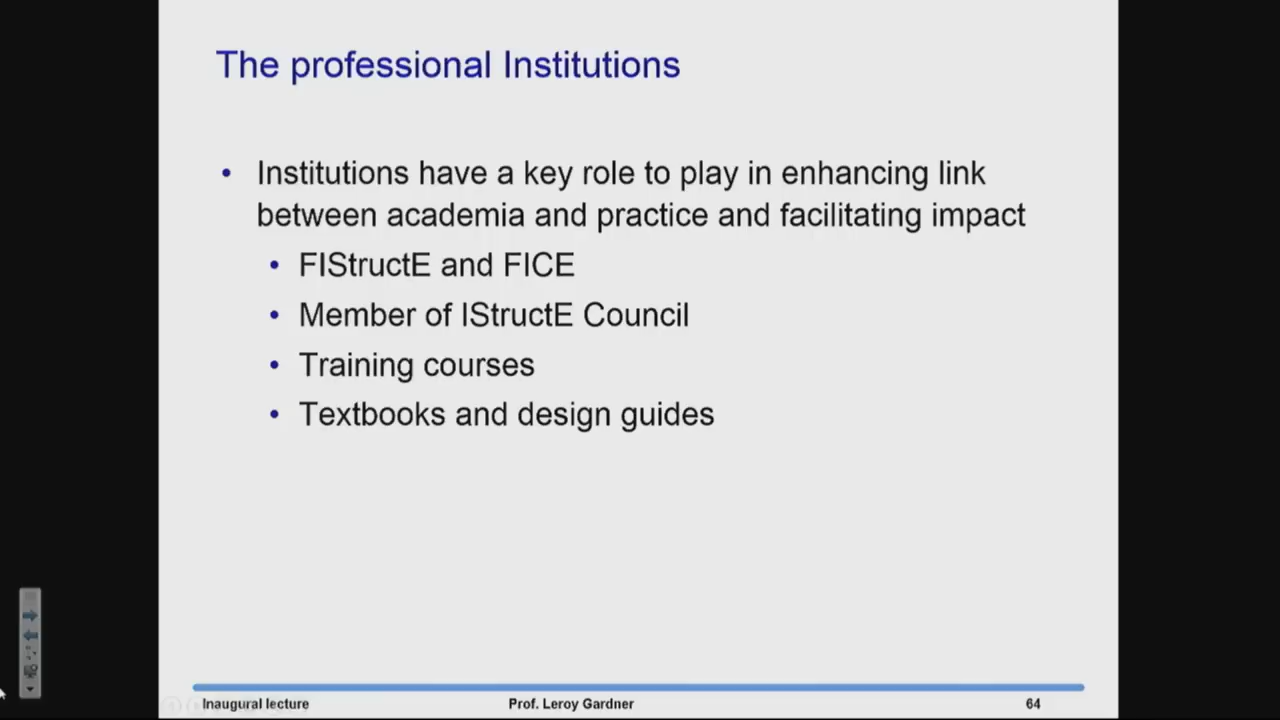 The professional Institutions
• Institutions have a key role to play in enhancing link
between academia and practice and facilitating impact
• FIStructE and FICE
• Member of IStructE Council
• Training courses
• Textbooks and design guides
Inaugural lecture Prof. Leroy Gardner 64